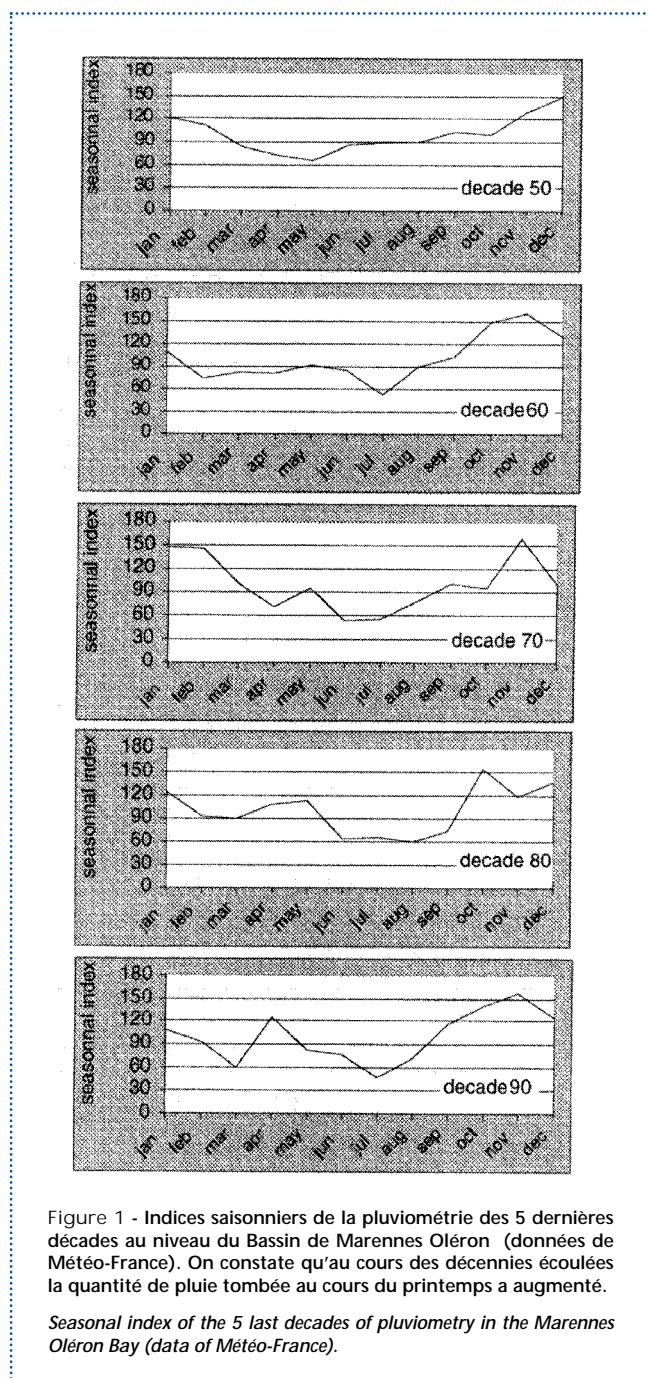 seasonnal index
180
150
120
90
60
30
0
decade 50
jan feb mar apr may jun jul aug sep oct nov dec
seasonnal index
180
150
120
90
60
30
0
decade60
jan feb mar apr may jun jul aug sep oct nov dec
seasonnal index
180
150
120
90
60
30
0
decade 70
jan feb mar apr may jun jul aug sep oct nov dec
seasonnal index
180
150
120
90
60
30
0
decade 80
jan feb mar apr may jun jul aug sep oct nov dec
seasonnal index
180
150
120
90
60
30
0
decade90
jan feb mar apr may jun jul aug sep oct nov dec
Figure 1 - Indices saisonniers de la pluviométrie des 5 dernières
décades au niveau du Bassin de Marennes Oléron (données de
Météo-France). On constate qu'au cours des décennies écoulées
la quantité de pluie tombée au cours du printemps a augmenté.
Seasonal index of the 5 last decades of pluviometry in the Marennes
Oléron Bay (data of Météo-France).